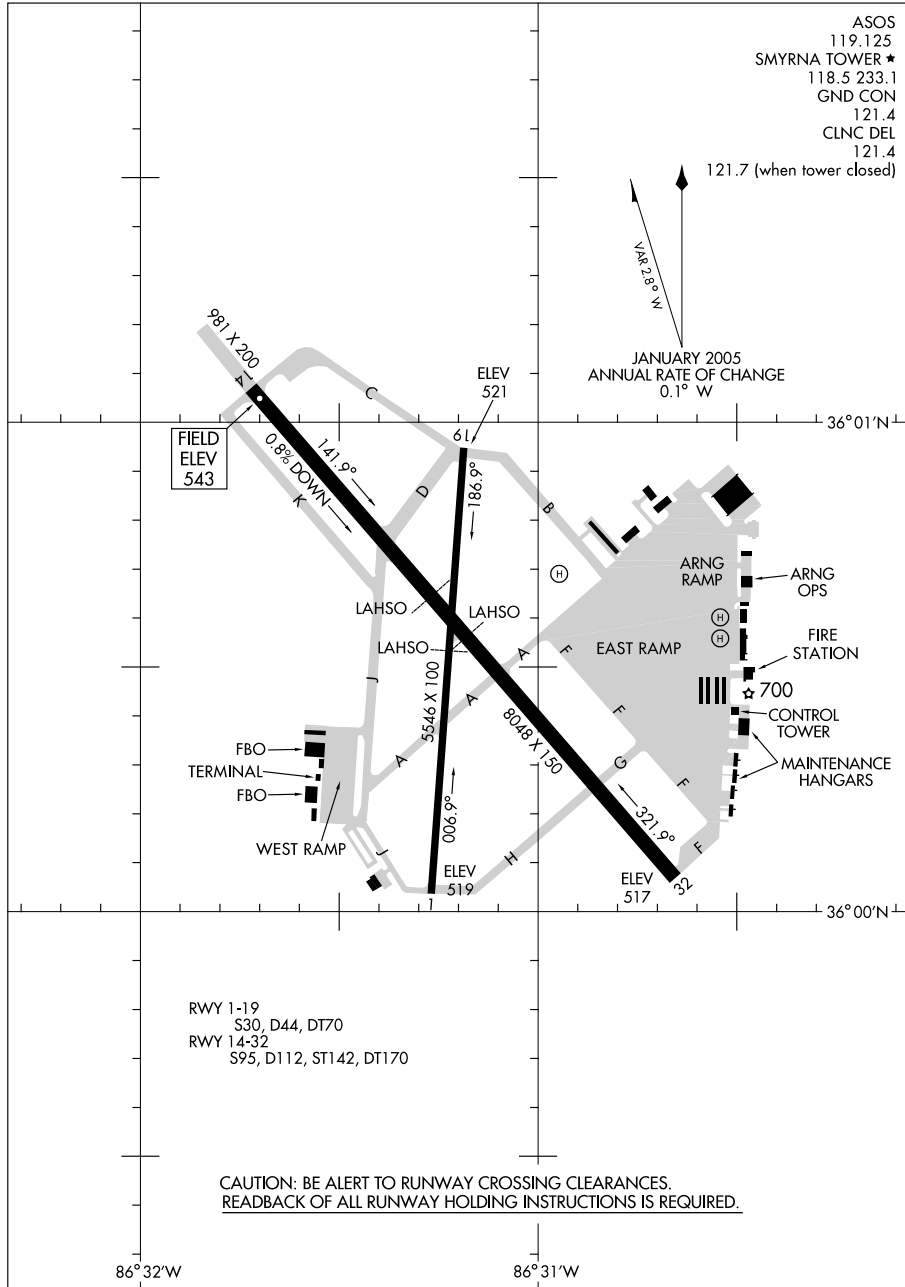 ASOS
119.125
SMYRNA TOWER ★
118.5 233.1
GND CON
121.4
CLNC DEL
121.4
121.7 (when tower closed)
VAR 2.8° W
JANUARY 2005
ANNUAL RATE OF CHANGE
0.1° W
981 X 200
14
C
ELEV
521
36°01'N
FIELD
ELEV
543
0.8% DOWN
141.9°
19
186.9°
K
D
B
H
ARNG
RAMP
ARNG
OPS
LAHSO
LAHSO
LAHSO
H
H
EAST RAMP
FIRE
STATION
700
CONTROL
TOWER
MAINTENANCE
HANGARS
A
A
A
F
F
F
F
G
H
J
J
5546 X 100
8048 X 150
FBO
TERMINAL
FBO
WEST RAMP
006.9°
321.9°
ELEV
519
1
ELEV
517
32
36°00'N
RWY 1-19
S30, D44, DT70
RWY 14-32
S95, D112, ST142, DT170
CAUTION: BE ALERT TO RUNWAY CROSSING CLEARANCES.
READBACK OF ALL RUNWAY HOLDING INSTRUCTIONS IS REQUIRED.
86°32'W
86°31'W